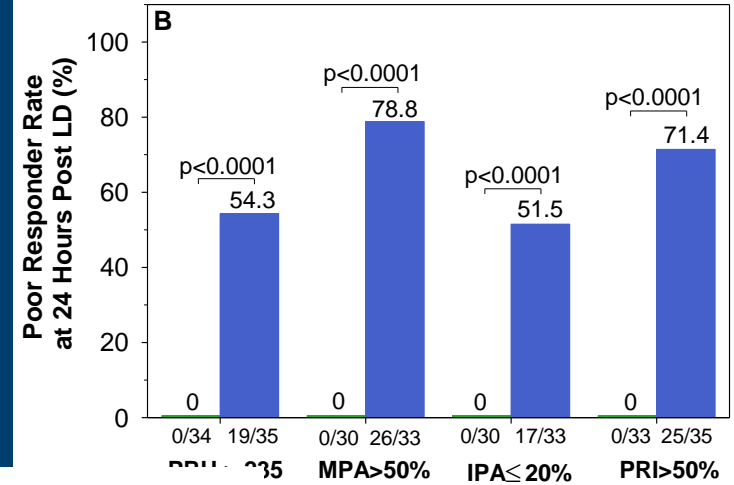 B
Poor Responder Rate
at 24 Hours Post LD (%)
100
80
60
40
20
0
p<0.0001
54.3
0
p<0.0001
78.8
0
p<0.0001
51.5
0
p<0.0001
71.4
0
0/34 19/35 0/30 26/33 0/30 17/33 0/33 25/35
MPA>50% IPA≤ 20% PRI>50%